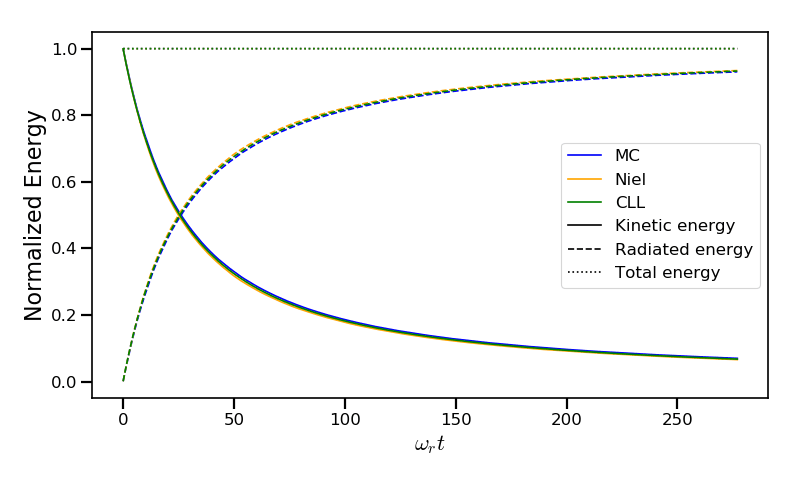 1.0
0.8
0.6
0.4
0.2
0.0
Normalized Energy
MC
Niel
CLL
Kinetic energy
Radiated energy
Total energy
0 50 100 150 200 250
ω_r t